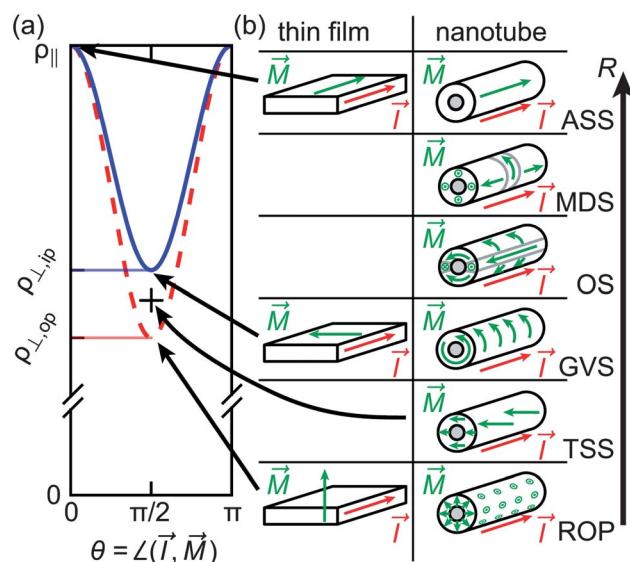 (a)
ρ||
ρ⊥,ip
ρ⊥,op
0
0 π/2 π
θ = ∠(I⃗, M⃗)
(b) thin film nanotube
R
M⃗ I⃗ M⃗ I⃗ ASS
M⃗ I⃗ MDS
M⃗ I⃗ OS
M⃗ I⃗ M⃗ I⃗ GVS
M⃗ I⃗ TSS
M⃗ I⃗ M⃗ I⃗ ROP